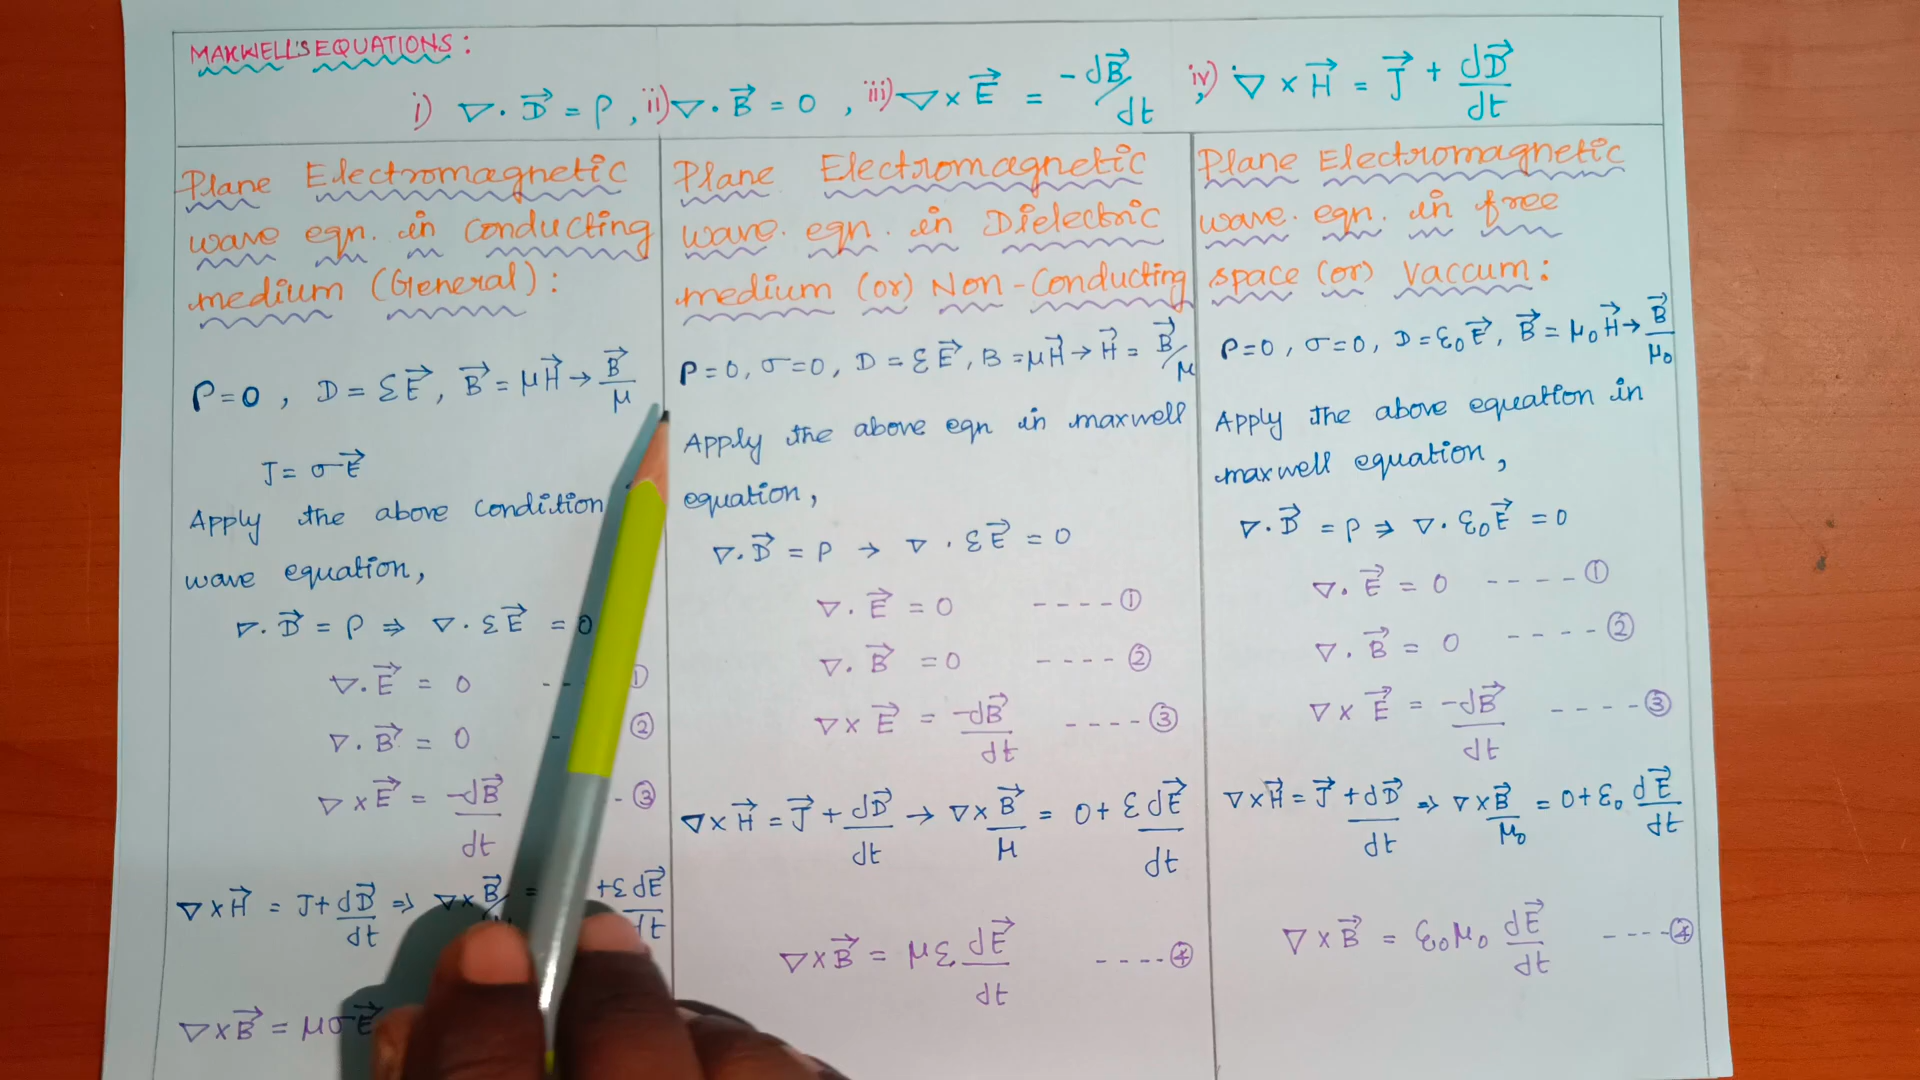 MAXWELL'S EQUATIONS :
i) ∇·D⃗ = ρ , ii) ∇·B⃗ = 0 , iii) ∇×E⃗ = -dB⃗/dt , iv) ∇×H⃗ = J⃗ + dD⃗/dt
Plane Electromagnetic
wave eqn. in conducting
medium (General) :
ρ=0 , D = εE⃗ , B⃗ = μH⃗ → B⃗/μ
J = σE⃗
Apply the above condition
wave equation,
∇·D⃗ = ρ ⇒ ∇·εE⃗ = 0
∇·E⃗ = 0 - - ①
∇·B⃗ = 0 - ②
∇×E⃗ = -dB⃗/dt - ③
∇×H⃗ = J + dD⃗/dt ⇒ ∇×B⃗/ = +ε dE⃗/dt
∇×B⃗ = μσE⃗
Plane Electromagnetic
wave. eqn. in Dielectric
medium (or) Non-Conducting
ρ=0, σ=0, D = εE⃗, B = μH⃗ → H⃗ = B⃗/μ
Apply the above eqn in maxwell
equation,
∇·D⃗ = ρ → ∇·εE⃗ = 0
∇·E⃗ = 0 ---- ①
∇·B⃗ = 0 ---- ②
∇×E⃗ = -dB⃗/dt ---- ③
∇×H⃗ = J⃗ + dD⃗/dt → ∇×B⃗/μ = 0 + ε dE⃗/dt
∇×B⃗ = με dE⃗/dt ---- ④
Plane Electromagnetic
wave. eqn. in free
space (or) Vaccum :
ρ=0, σ=0, D = ε₀E⃗, B⃗ = μ₀H⃗ → B⃗/μ₀
Apply the above equation in
maxwell equation,
∇·D⃗ = ρ ⇒ ∇·ε₀E⃗ = 0
∇·E⃗ = 0 ---- ①
∇·B⃗ = 0 ---- ②
∇×E⃗ = -dB⃗/dt ---- ③
∇×H⃗ = J⃗ + dD⃗/dt ⇒ ∇×B⃗/μ₀ = 0 + ε₀ dE⃗/dt
∇×B⃗ = ε₀μ₀ dE⃗/dt ---- ④